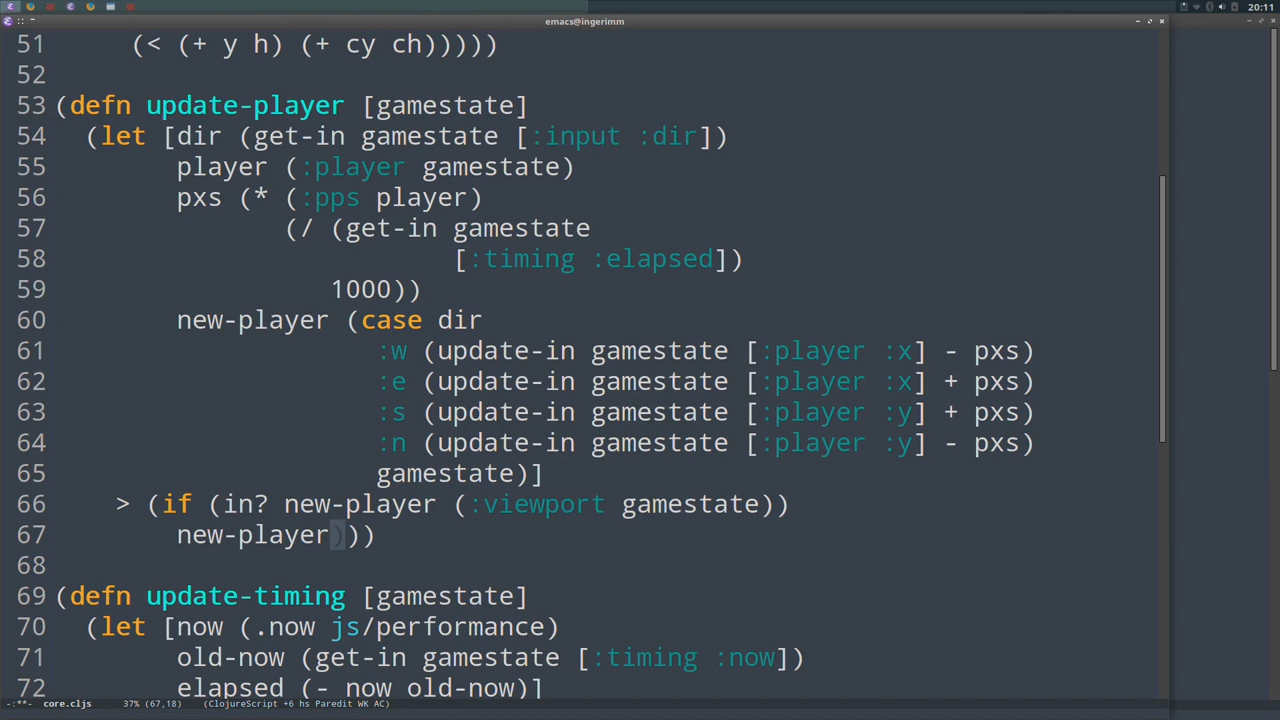 20:11
emacs@ingerimm
51 (< (+ y h) (+ cy ch)))))
52
53 (defn update-player [gamestate]
54 (let [dir (get-in gamestate [:input :dir])
55 player (:player gamestate)
56 pxs (* (:pps player)
57 (/ (get-in gamestate
58 [:timing :elapsed])
59 1000))
60 new-player (case dir
61 :w (update-in gamestate [:player :x] - pxs)
62 :e (update-in gamestate [:player :x] + pxs)
63 :s (update-in gamestate [:player :y] + pxs)
64 :n (update-in gamestate [:player :y] - pxs)
65 gamestate)]
66 > (if (in? new-player (:viewport gamestate))
67 new-player)))
68
69 (defn update-timing [gamestate]
70 (let [now (.now js/performance)
71 old-now (get-in gamestate [:timing :now])
72 elapsed (- now old-now)]
-:**- core.cljs 37% (67,18) (ClojureScript +6 hs Paredit WK AC)